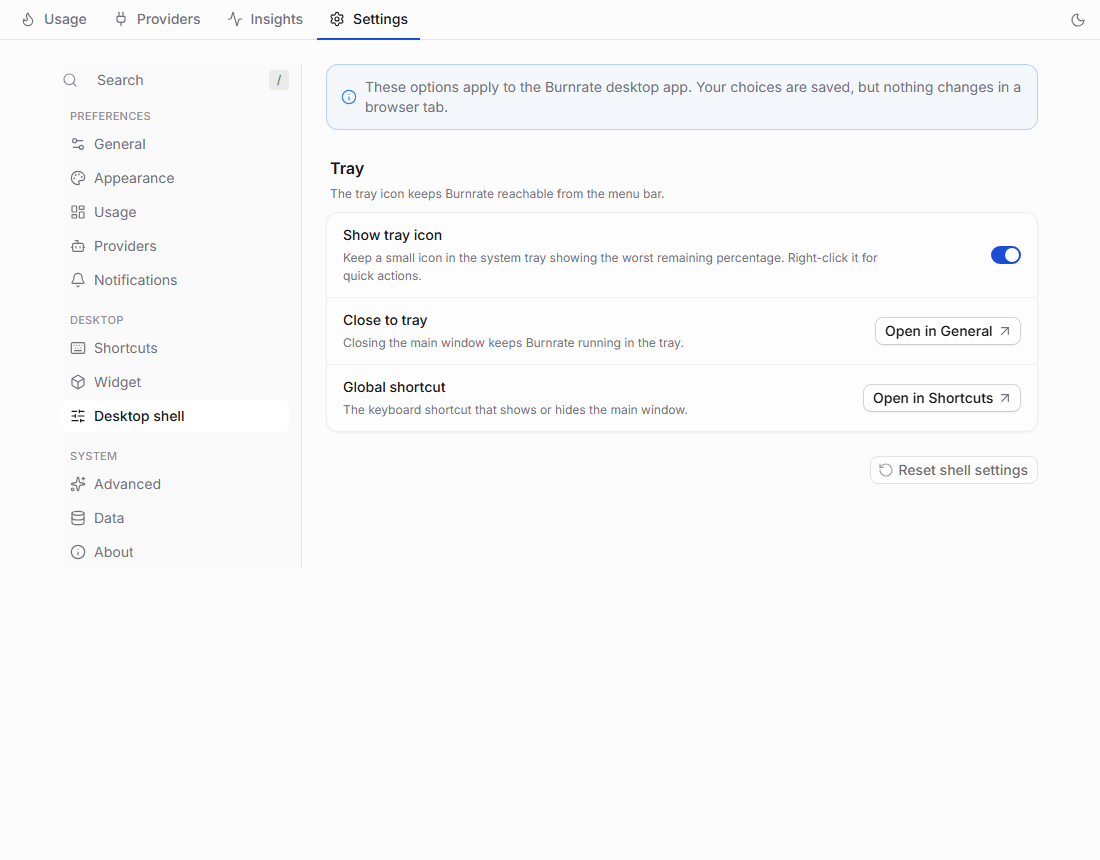 Usage
Providers
Insights
Settings
Search
/
PREFERENCES
General
Appearance
Usage
Providers
Notifications
DESKTOP
Shortcuts
Widget
Desktop shell
SYSTEM
Advanced
Data
About
These options apply to the Burnrate desktop app. Your choices are saved, but nothing changes in a
browser tab.
Tray
The tray icon keeps Burnrate reachable from the menu bar.
Show tray icon
Keep a small icon in the system tray showing the worst remaining percentage. Right-click it for
quick actions.
Close to tray
Closing the main window keeps Burnrate running in the tray.
Open in General
Global shortcut
The keyboard shortcut that shows or hides the main window.
Open in Shortcuts
Reset shell settings